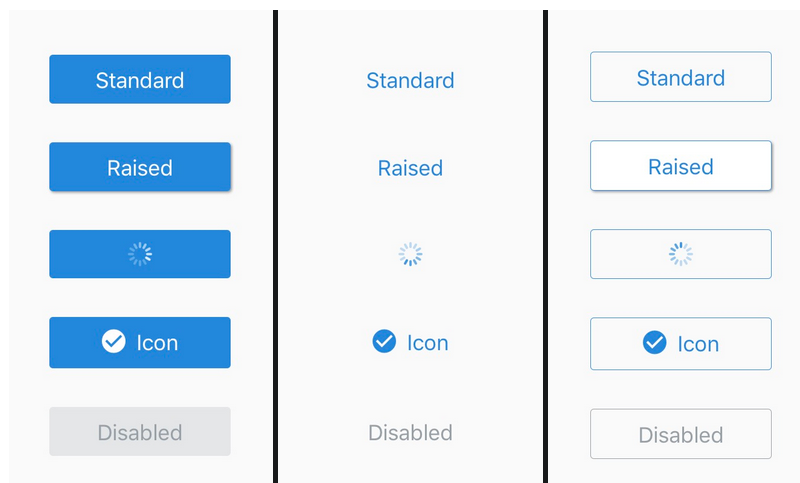 Standard
Raised
Icon
Disabled
Standard
Raised
Icon
Disabled
Standard
Raised
Icon
Disabled